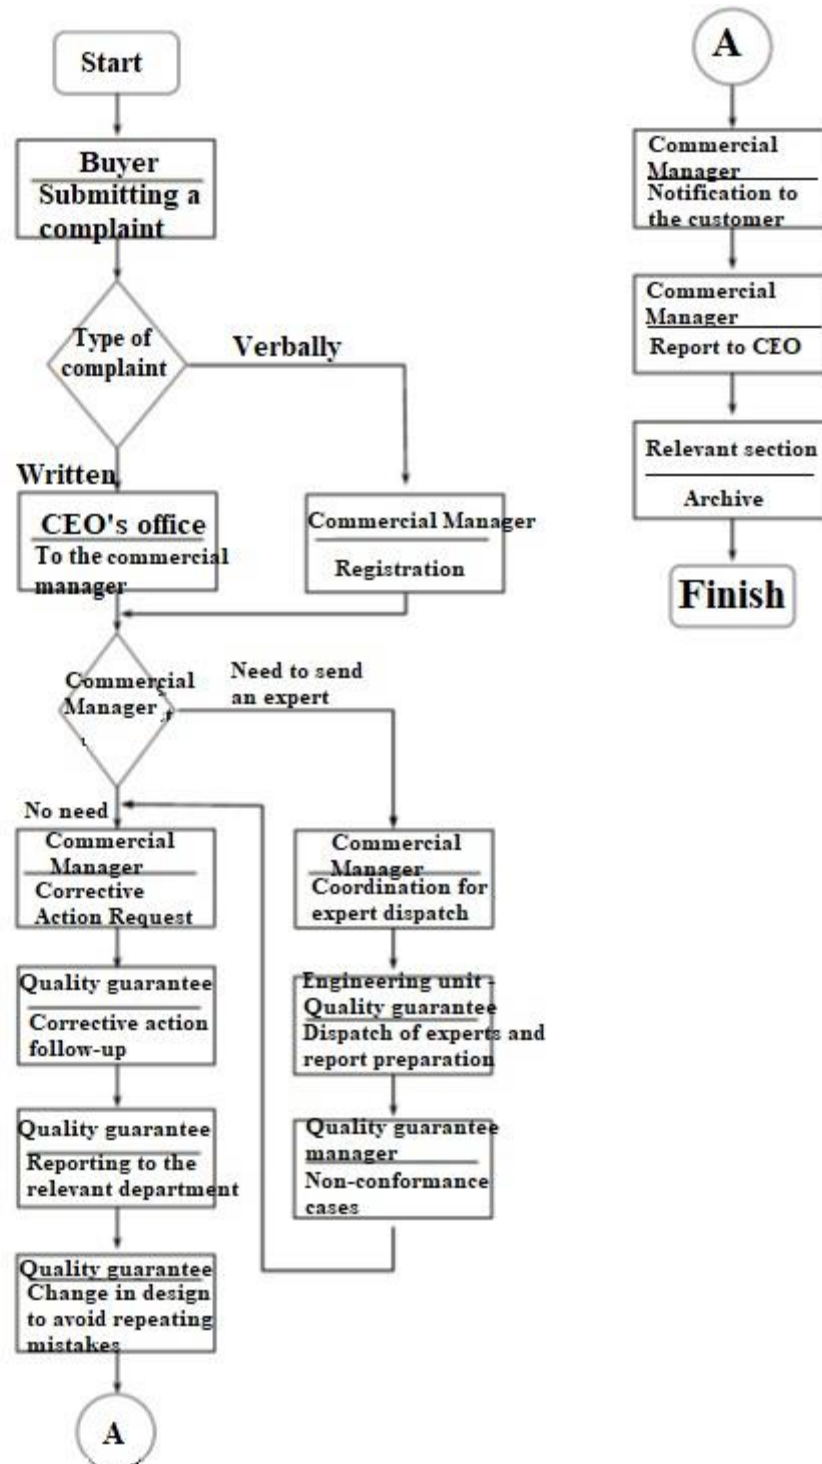 Start
Buyer
Submitting a
complaint
Type of
complaint
Verbally
Written
CEO's office
To the commercial
manager
Commercial Manager
Registration
Commercial
Manager
Need to send
an expert
No need
Commercial
Manager
Corrective
Action Request
Commercial
Manager
Coordination for
expert dispatch
Quality guarantee
Corrective action
follow-up
Engineering unit -
Quality guarantee
Dispatch of experts and
report preparation
Quality guarantee
Reporting to the
relevant department
Quality guarantee
manager
Non-conformance
cases
Quality guarantee
Change in design
to avoid repeating
mistakes
A
A
Commercial
Manager
Notification to
the customer
Commercial
Manager
Report to CEO
Relevant section
Archive
Finish